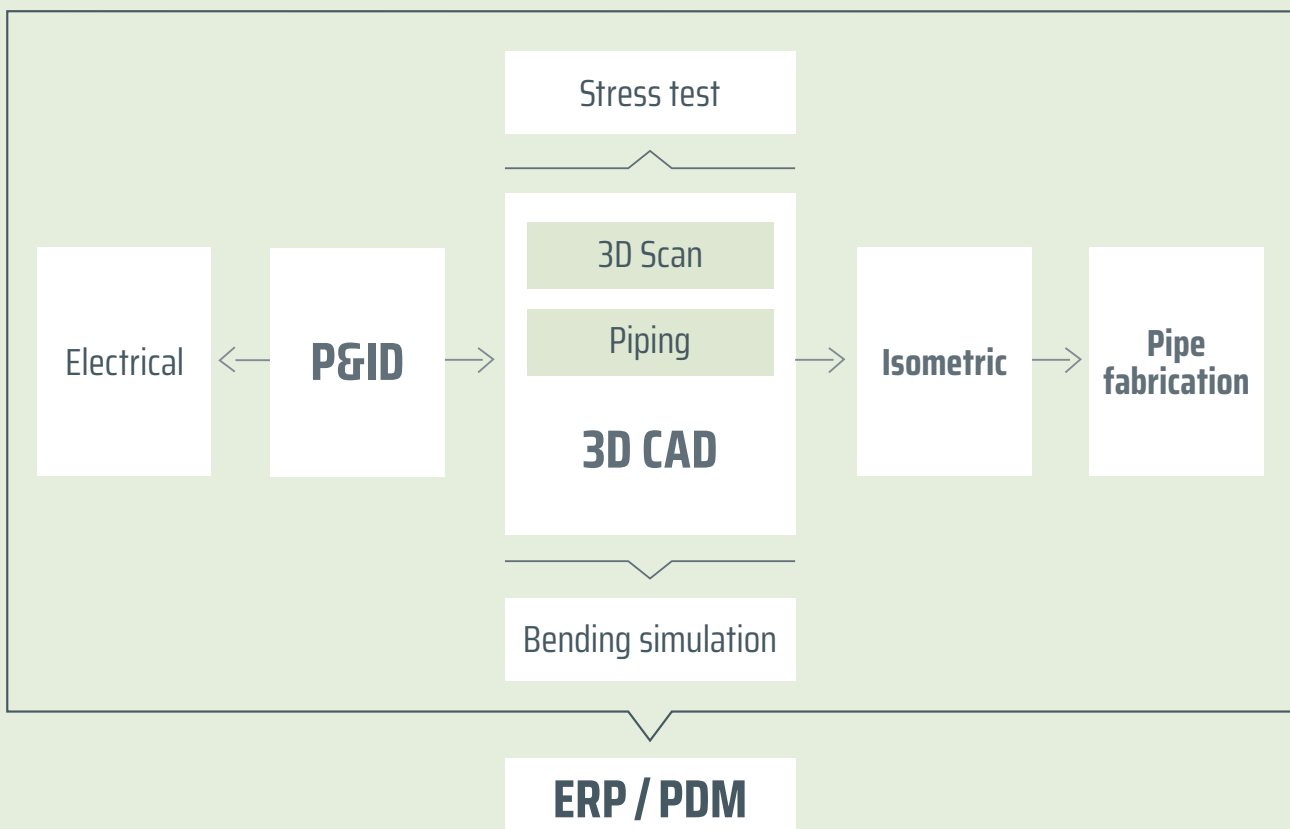 Stress test
3D Scan
Piping
3D CAD
Electrical
P&ID
Isometric
Pipe
fabrication
Bending simulation
ERP / PDM